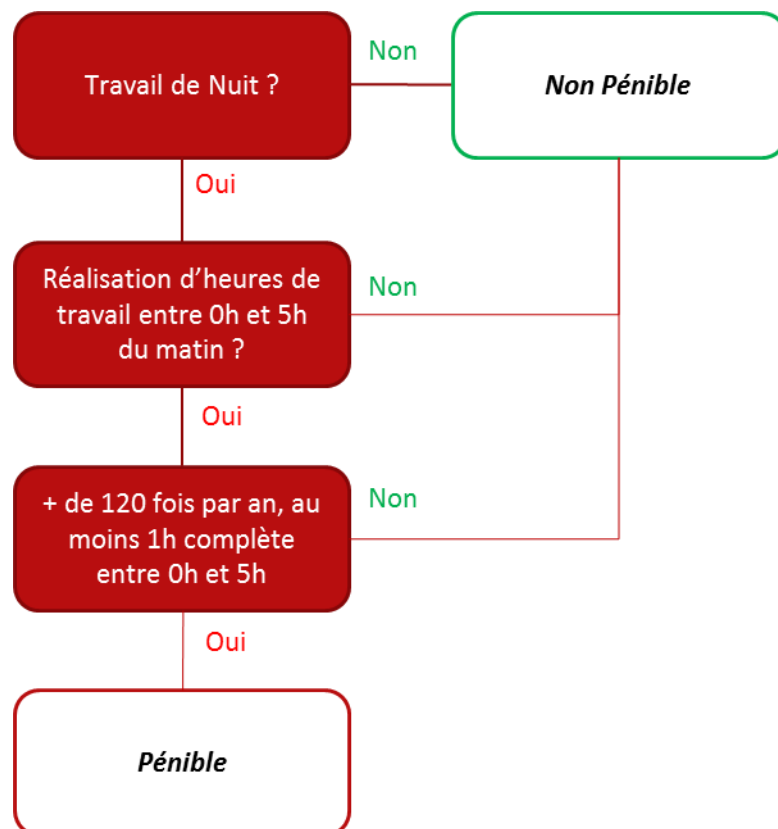 Travail de Nuit ?
Non
Non Pénible
Oui
Réalisation d'heures de
travail entre 0h et 5h
du matin ?
Non
Oui
+ de 120 fois par an, au
moins 1h complète
entre 0h et 5h
Non
Oui
Pénible